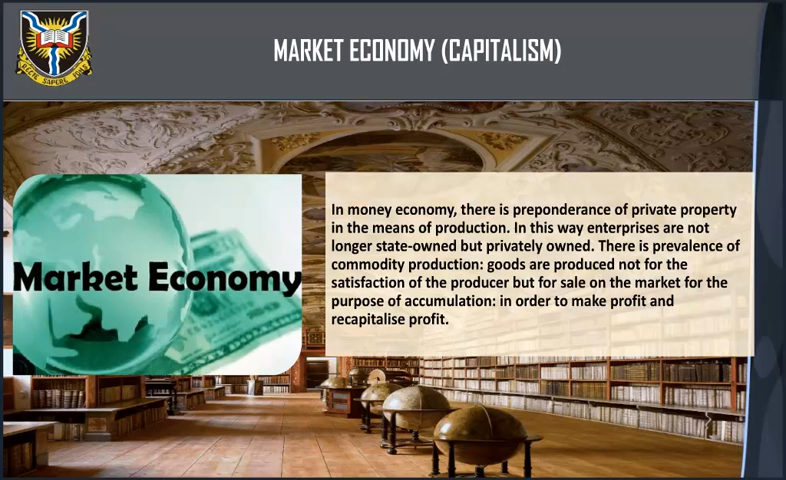 MARKET ECONOMY (CAPITALISM)
RECTE SAPERE FONS
Market Economy
In money economy, there is preponderance of private property
in the means of production. In this way enterprises are not
longer state-owned but privately owned. There is prevalence of
commodity production: goods are produced not for the
satisfaction of the producer but for sale on the market for the
purpose of accumulation: in order to make profit and
recapitalise profit.